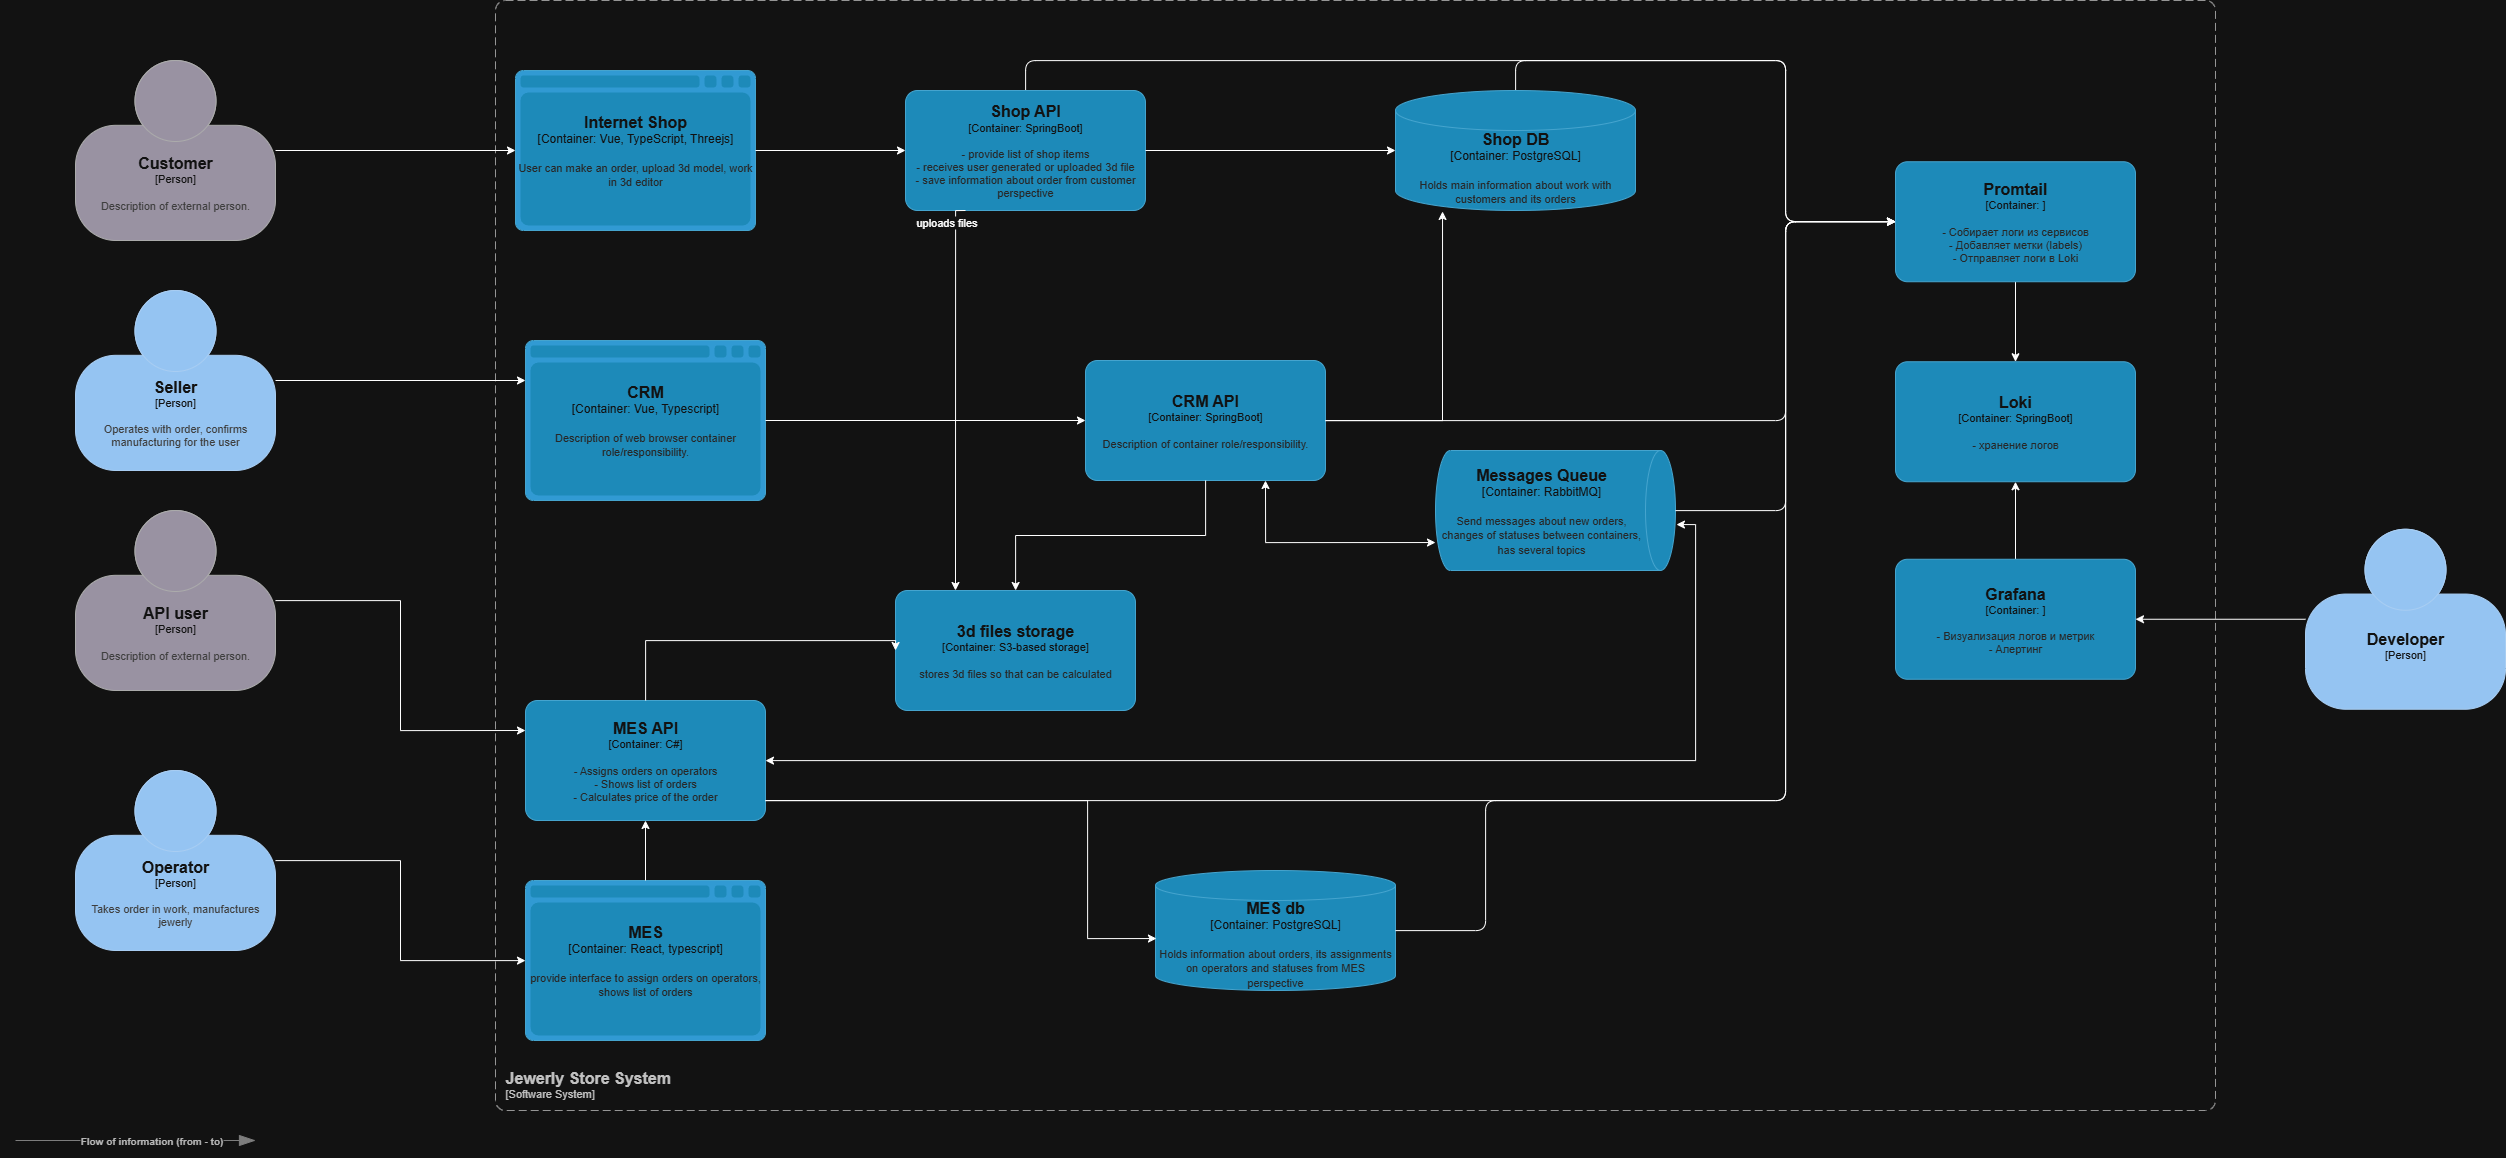 Customer
[Person]
Description of external person.
Internet Shop
[Container: Vue, TypeScript, Threejs]
User can make an order, upload 3d model, work
in 3d editor
Shop API
[Container: SpringBoot]
- provide list of shop items
- receives user generated or uploaded 3d file
- save information about order from customer
perspective
uploads files
Shop DB
[Container: PostgreSQL]
Holds main information about work with
customers and its orders
Promtail
[Container: ]
- Собирает логи из сервисов
- Добавляет метки (labels)
- Отправляет логи в Loki
Seller
[Person]
Operates with order, confirms
manufacturing for the user
CRM
[Container: Vue, Typescript]
Description of web browser container
role/responsibility.
CRM API
[Container: SpringBoot]
Description of container role/responsibility.
Messages Queue
[Container: RabbitMQ]
Send messages about new orders,
changes of statuses between containers,
has several topics
Loki
[Container: SpringBoot]
- хранение логов
API user
[Person]
Description of external person.
3d files storage
[Container: S3-based storage]
stores 3d files so that can be calculated
Grafana
[Container: ]
- Визуализация логов и метрик
- Алертинг
Developer
[Person]
MES API
[Container: C#]
- Assigns orders on operators
- Shows list of orders
- Calculates price of the order
Operator
[Person]
Takes order in work, manufactures
jewerly
MES
[Container: React, typescript]
provide interface to assign orders on operators,
shows list of orders
MES db
[Container: PostgreSQL]
Holds information about orders, its assignments
on operators and statuses from MES
perspective
Jewerly Store System
[Software System]
Flow of information (from - to)